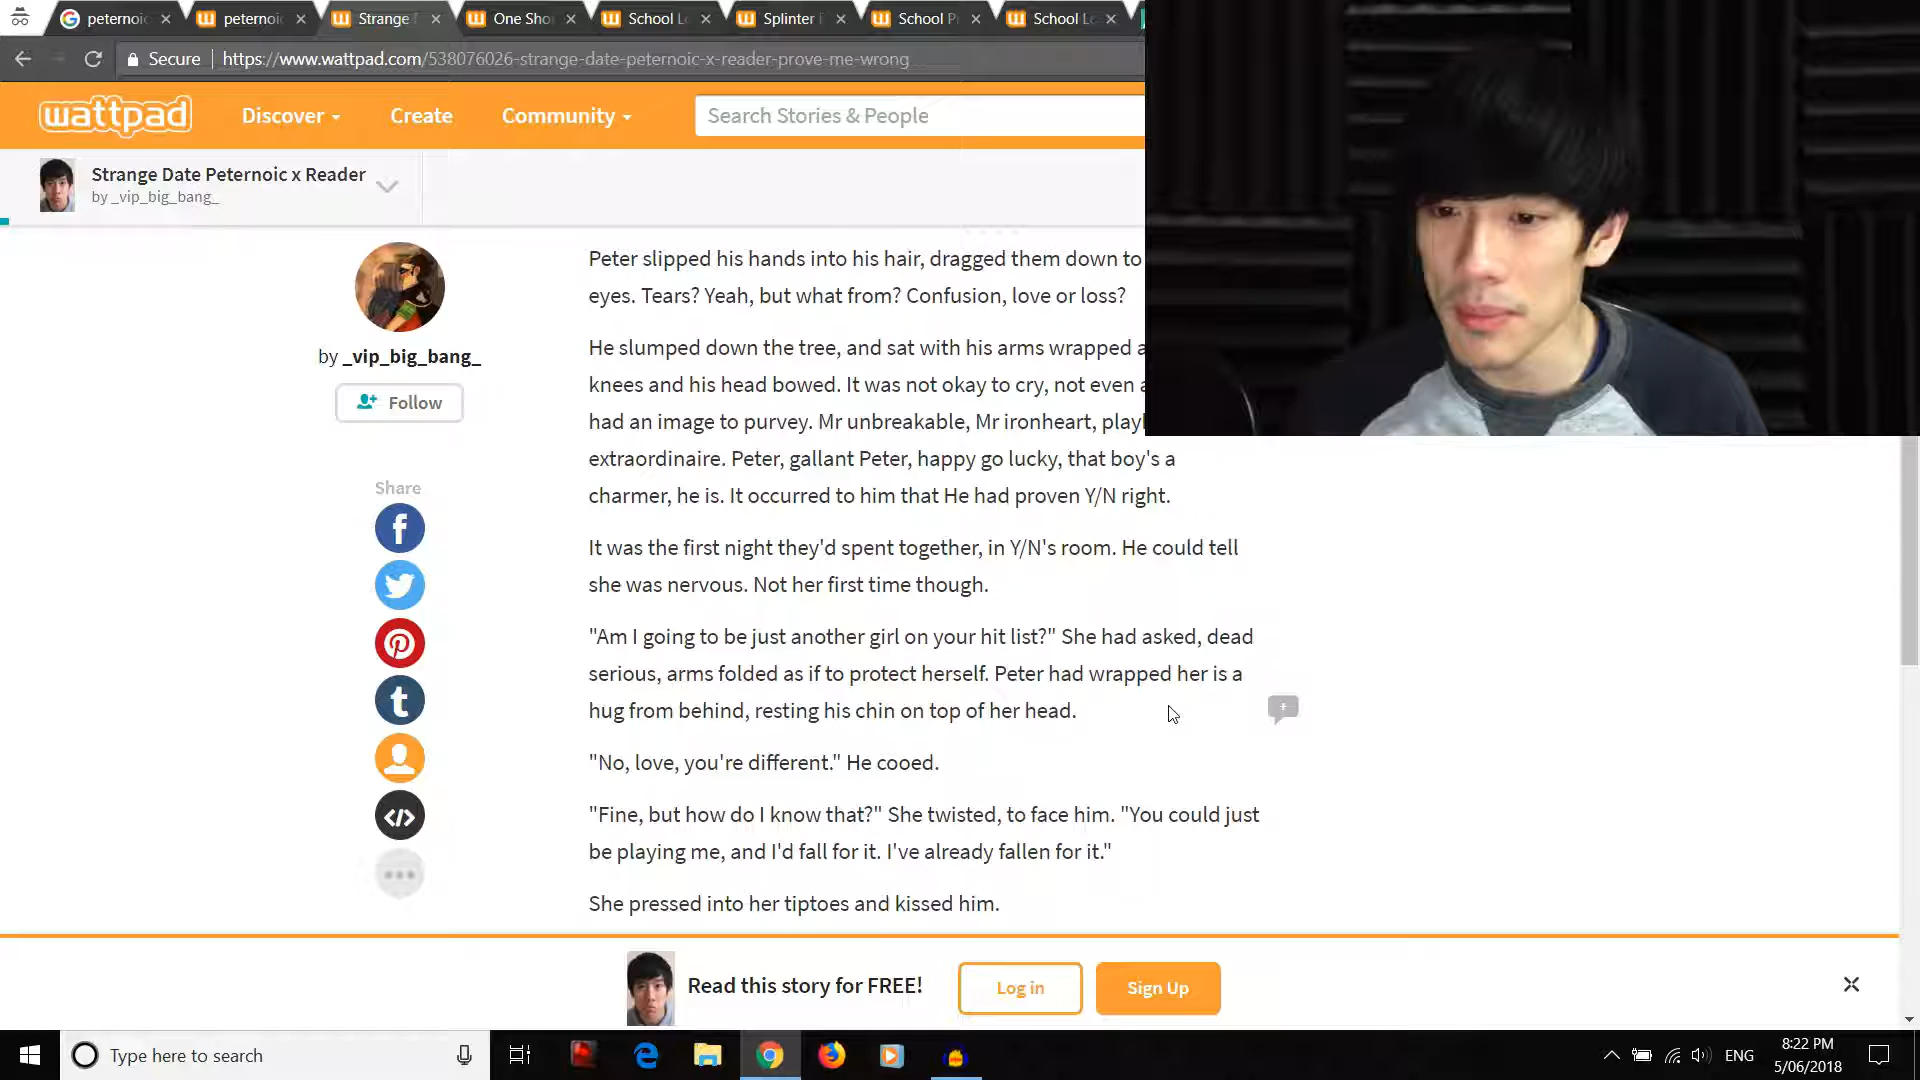 peternoic
peternoic
Strange
One Sho
School Lo
Splinter
School P
School Lo
Secure
https://www.wattpad.com/538076026-strange-date-peternoic-x-reader-prove-me-wrong
wattpad
Discover
Create
Community
Search Stories & People
Strange Date Peternoic x Reader
by _vip_big_bang_
Peter slipped his hands into his hair, dragged them down to
eyes. Tears? Yeah, but what from? Confusion, love or loss?
by _vip_big_bang_
Follow
He slumped down the tree, and sat with his arms wrapped a
knees and his head bowed. It was not okay to cry, not even a
had an image to purvey. Mr unbreakable, Mr ironheart, playb
extraordinaire. Peter, gallant Peter, happy go lucky, that boy's a
charmer, he is. It occurred to him that He had proven Y/N right.
Share
It was the first night they'd spent together, in Y/N's room. He could tell
she was nervous. Not her first time though.
"Am I going to be just another girl on your hit list?" She had asked, dead
serious, arms folded as if to protect herself. Peter had wrapped her is a
hug from behind, resting his chin on top of her head.
"No, love, you're different." He cooed.
"Fine, but how do I know that?" She twisted, to face him. "You could just
be playing me, and I'd fall for it. I've already fallen for it."
She pressed into her tiptoes and kissed him.
Read this story for FREE!
Log in
Sign Up
Type here to search
ENG
8:22 PM
5/06/2018